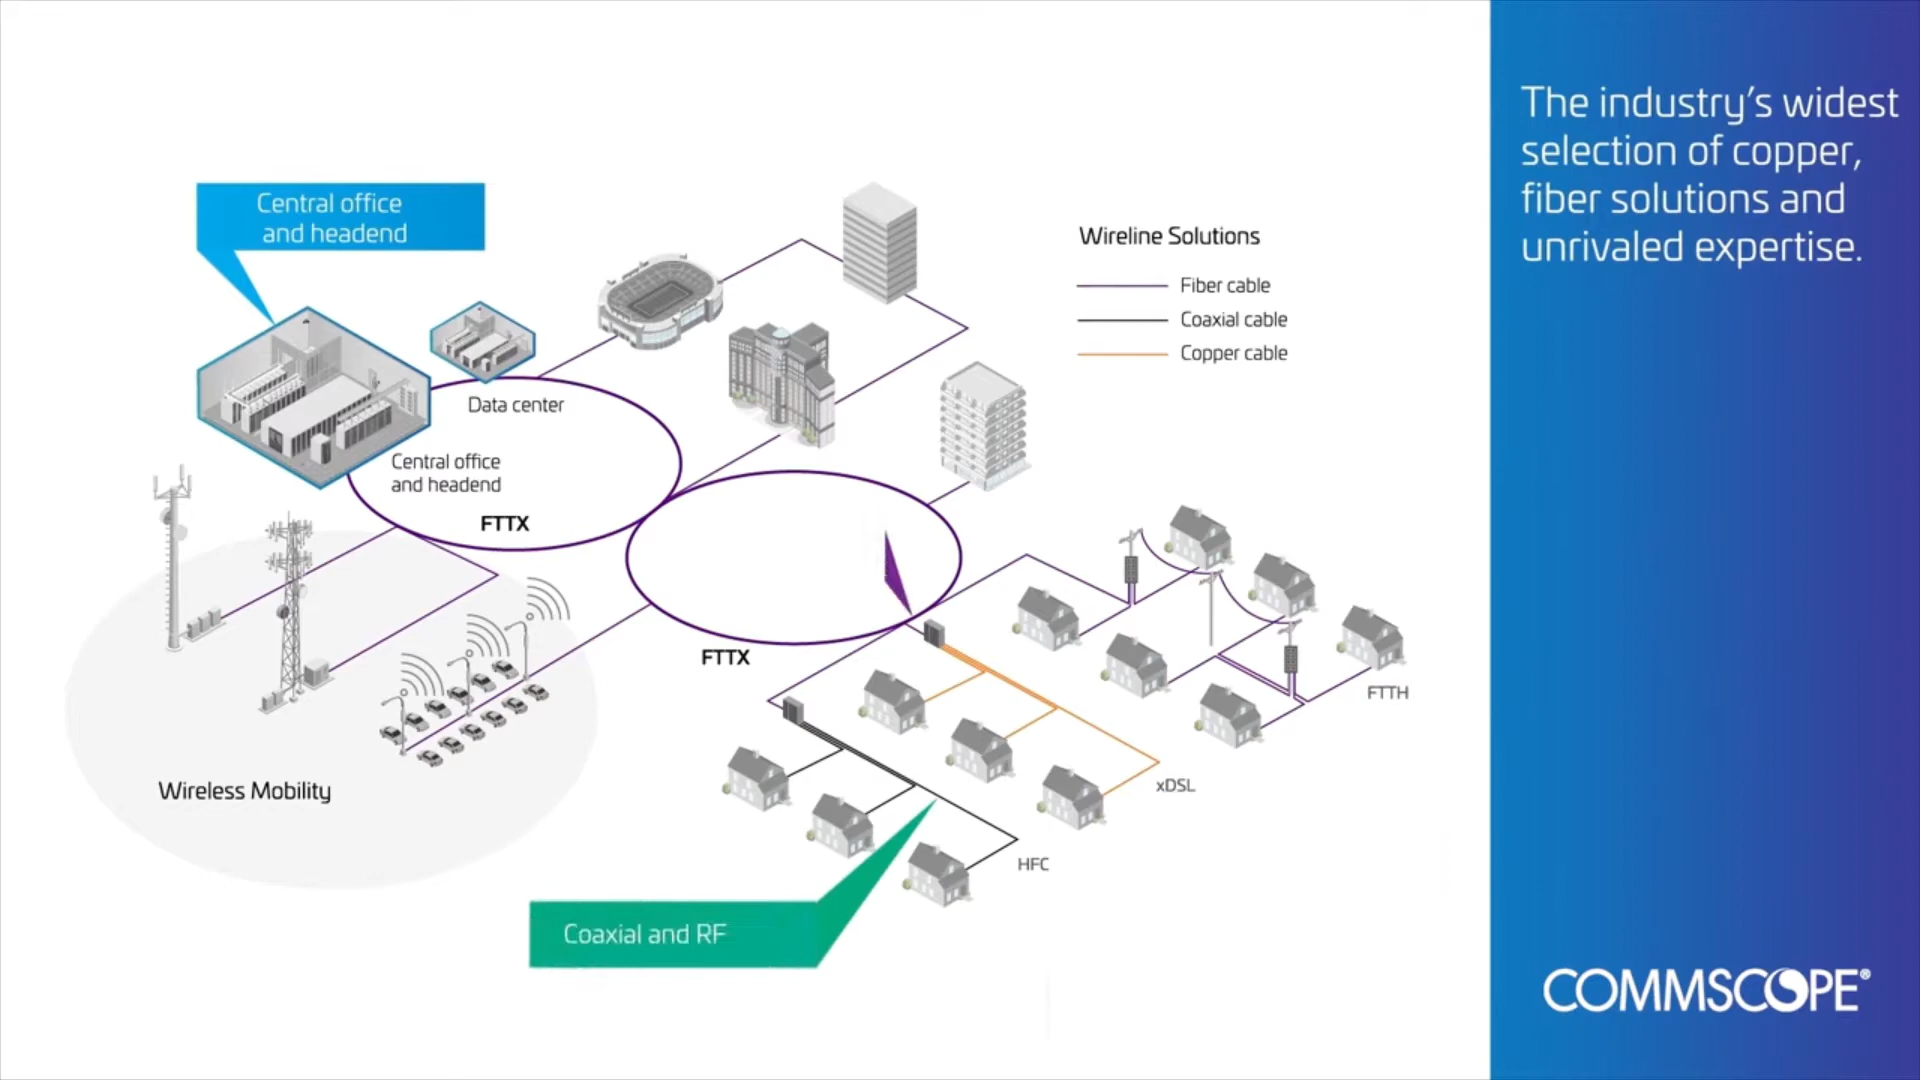 The industry's widest
selection of copper,
fiber solutions and
unrivaled expertise.
Central office
and headend
Wireline Solutions
Fiber cable
Coaxial cable
Copper cable
Data center
Central office
and headend
FTTX
FTTX
FTTH
xDSL
Wireless Mobility
HFC
Coaxial and RF
COMMSCOPE®